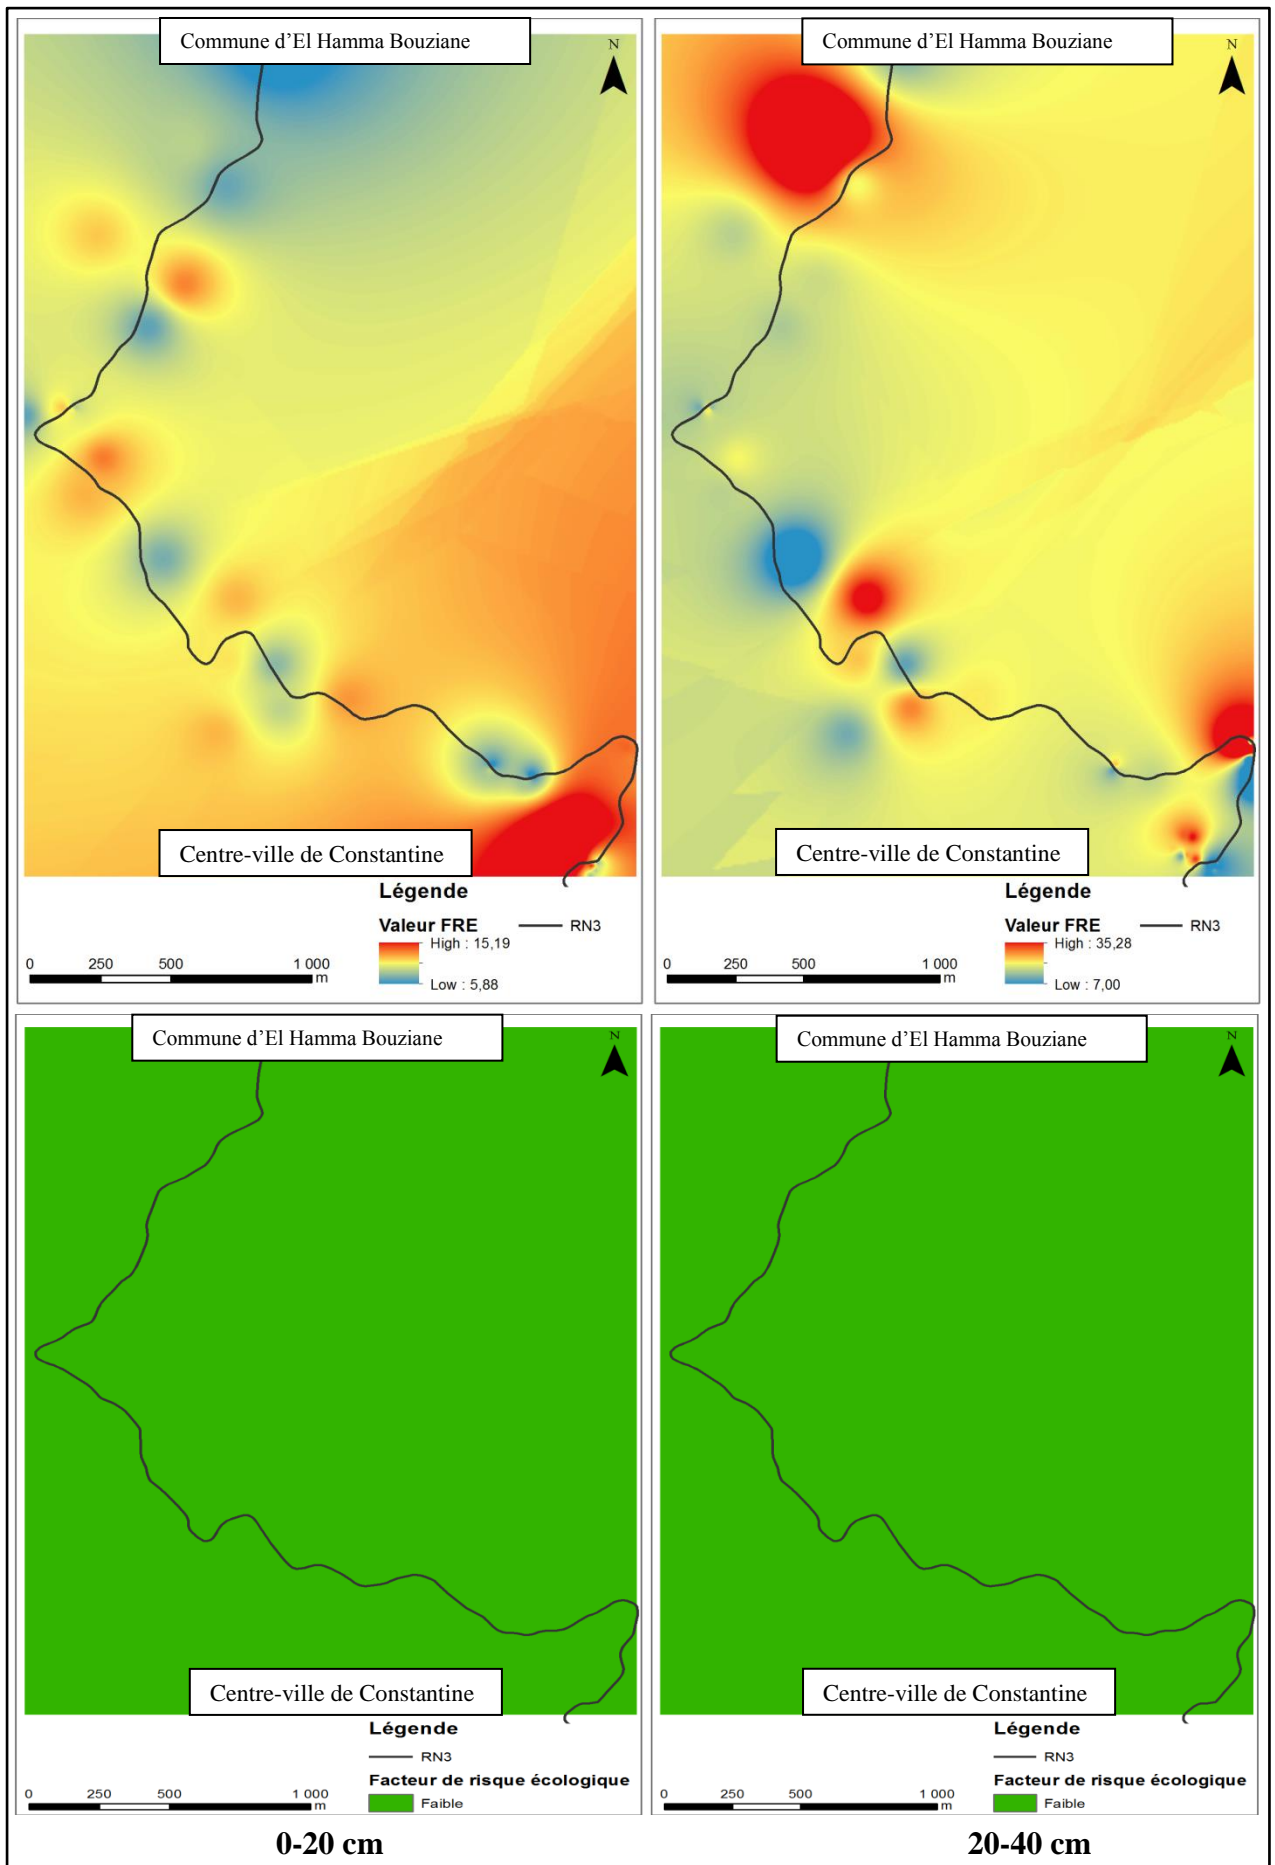 Commune d'El Hamma Bouziane
N
Centre-ville de Constantine
Légende
Valeur FRE
RN3
High : 15,19
Low : 5,88
0 250 500 1 000 m
Commune d'El Hamma Bouziane
N
Centre-ville de Constantine
Légende
Valeur FRE
RN3
High : 35,28
Low : 7,00
0 250 500 1 000 m
Commune d'El Hamma Bouziane
N
Centre-ville de Constantine
Légende
RN3
Facteur de risque écologique
Faible
0 250 500 1 000 m
Commune d'El Hamma Bouziane
N
Centre-ville de Constantine
Légende
RN3
Facteur de risque écologique
Faible
0 250 500 1 000 m
0-20 cm
20-40 cm